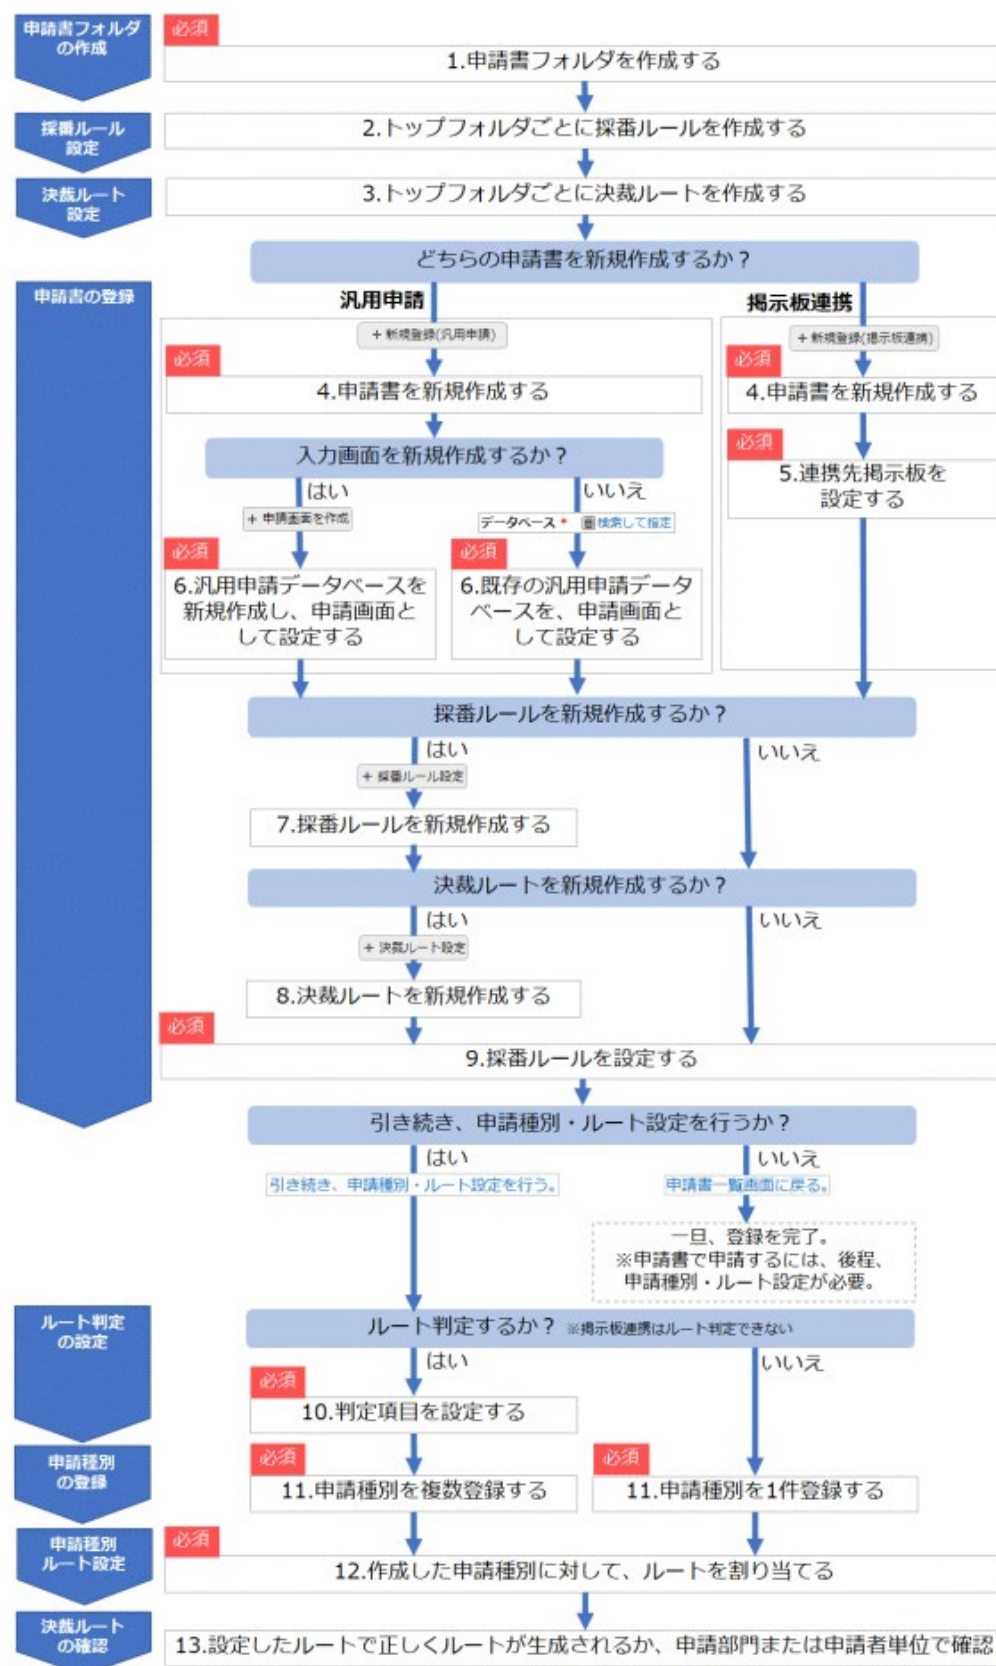 申請書フォルダ
の作成
必須
1.申請書フォルダを作成する
採番ルール
設定
2.トップフォルダごとに採番ルールを作成する
決裁ルート
設定
3.トップフォルダごとに決裁ルートを作成する
どちらの申請書を新規作成するか？
申請書の登録
汎用申請
掲示板連携
+ 新規登録(汎用申請)
+ 新規登録(掲示板連携)
必須
4.申請書を新規作成する
必須
4.申請書を新規作成する
入力画面を新規作成するか？
必須
5.連携先掲示板を
設定する
はい
いいえ
+ 申請画面を作成
データベース * 検索して指定
必須
6.汎用申請データベースを
新規作成し、申請画面と
して設定する
必須
6.既存の汎用申請データ
ベースを、申請画面と
して設定する
採番ルールを新規作成するか？
はい
いいえ
+ 採番ルール設定
7.採番ルールを新規作成する
決裁ルートを新規作成するか？
はい
いいえ
+ 決裁ルート設定
8.決裁ルートを新規作成する
必須
9.採番ルールを設定する
引き続き、申請種別・ルート設定を行うか？
はい
いいえ
引き続き、申請種別・ルート設定を行う。
申請書一覧画面に戻る。
一旦、登録を完了。
※申請書で申請するには、後程、
申請種別・ルート設定が必要。
ルート判定
の設定
ルート判定するか？ ※掲示板連携はルート判定できない
はい
いいえ
必須
10.判定項目を設定する
申請種別
の登録
必須
11.申請種別を複数登録する
必須
11.申請種別を1件登録する
申請種別
ルート設定
必須
12.作成した申請種別に対して、ルートを割り当てる
決裁ルート
の確認
13.設定したルートで正しくルートが生成されるか、申請部門または申請者単位で確認